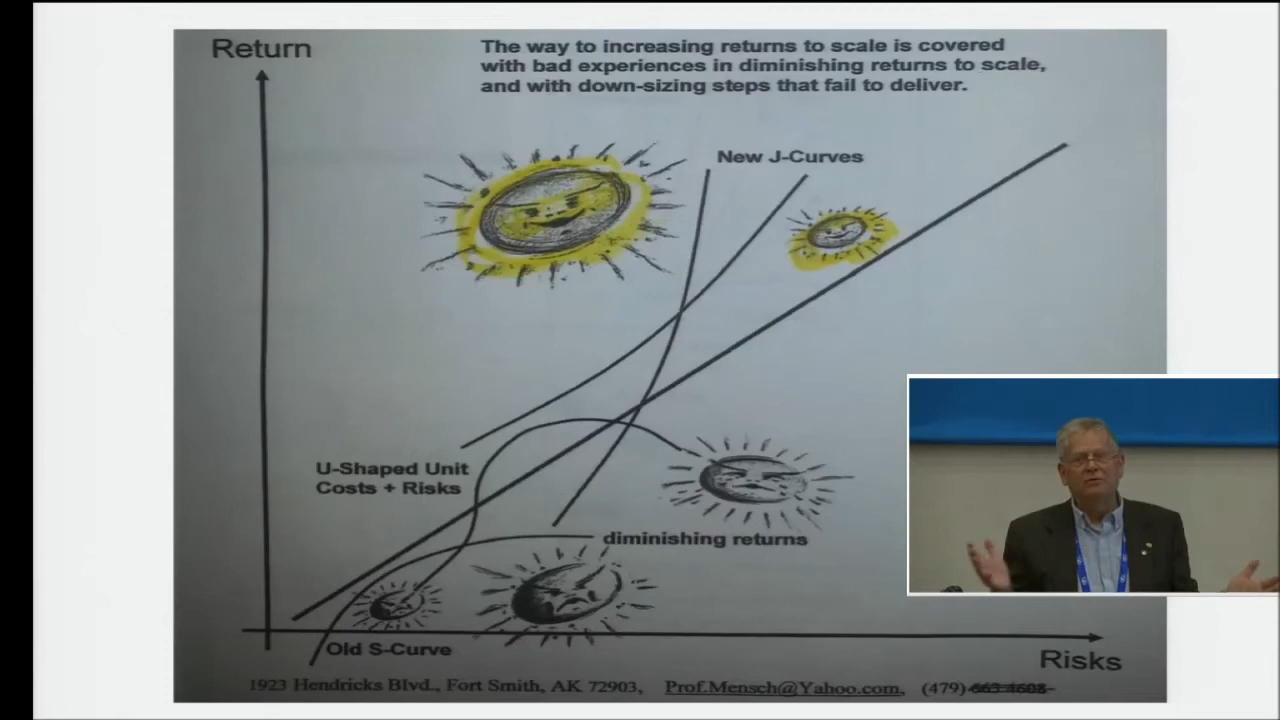 Return
The way to increasing returns to scale is covered
with bad experiences in diminishing returns to scale,
and with down-sizing steps that fail to deliver.
New J-Curves
U-Shaped Unit
Costs + Risks
diminishing returns
Old S-Curve
Risks
1923 Hendricks Blvd., Fort Smith, AK 72903, Prof.Mensch@Yahoo.com, (479)